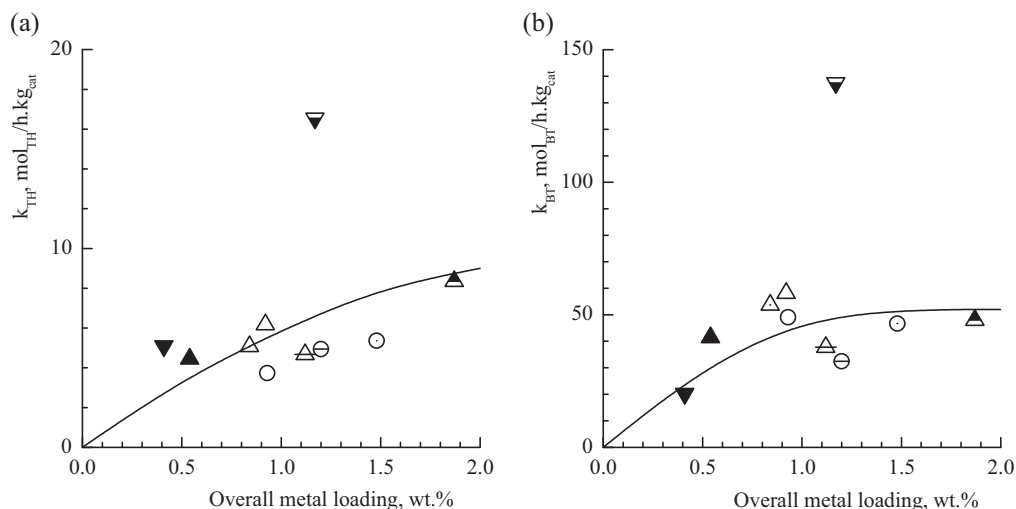 (a)
20
10
0
k_TH, mol_TH/h.kg_cat
0.0 0.5 1.0 1.5 2.0
Overall metal loading, wt.%
(b)
150
100
50
0
k_BT, mol_BT/h.kg_cat
0.0 0.5 1.0 1.5 2.0
Overall metal loading, wt.%